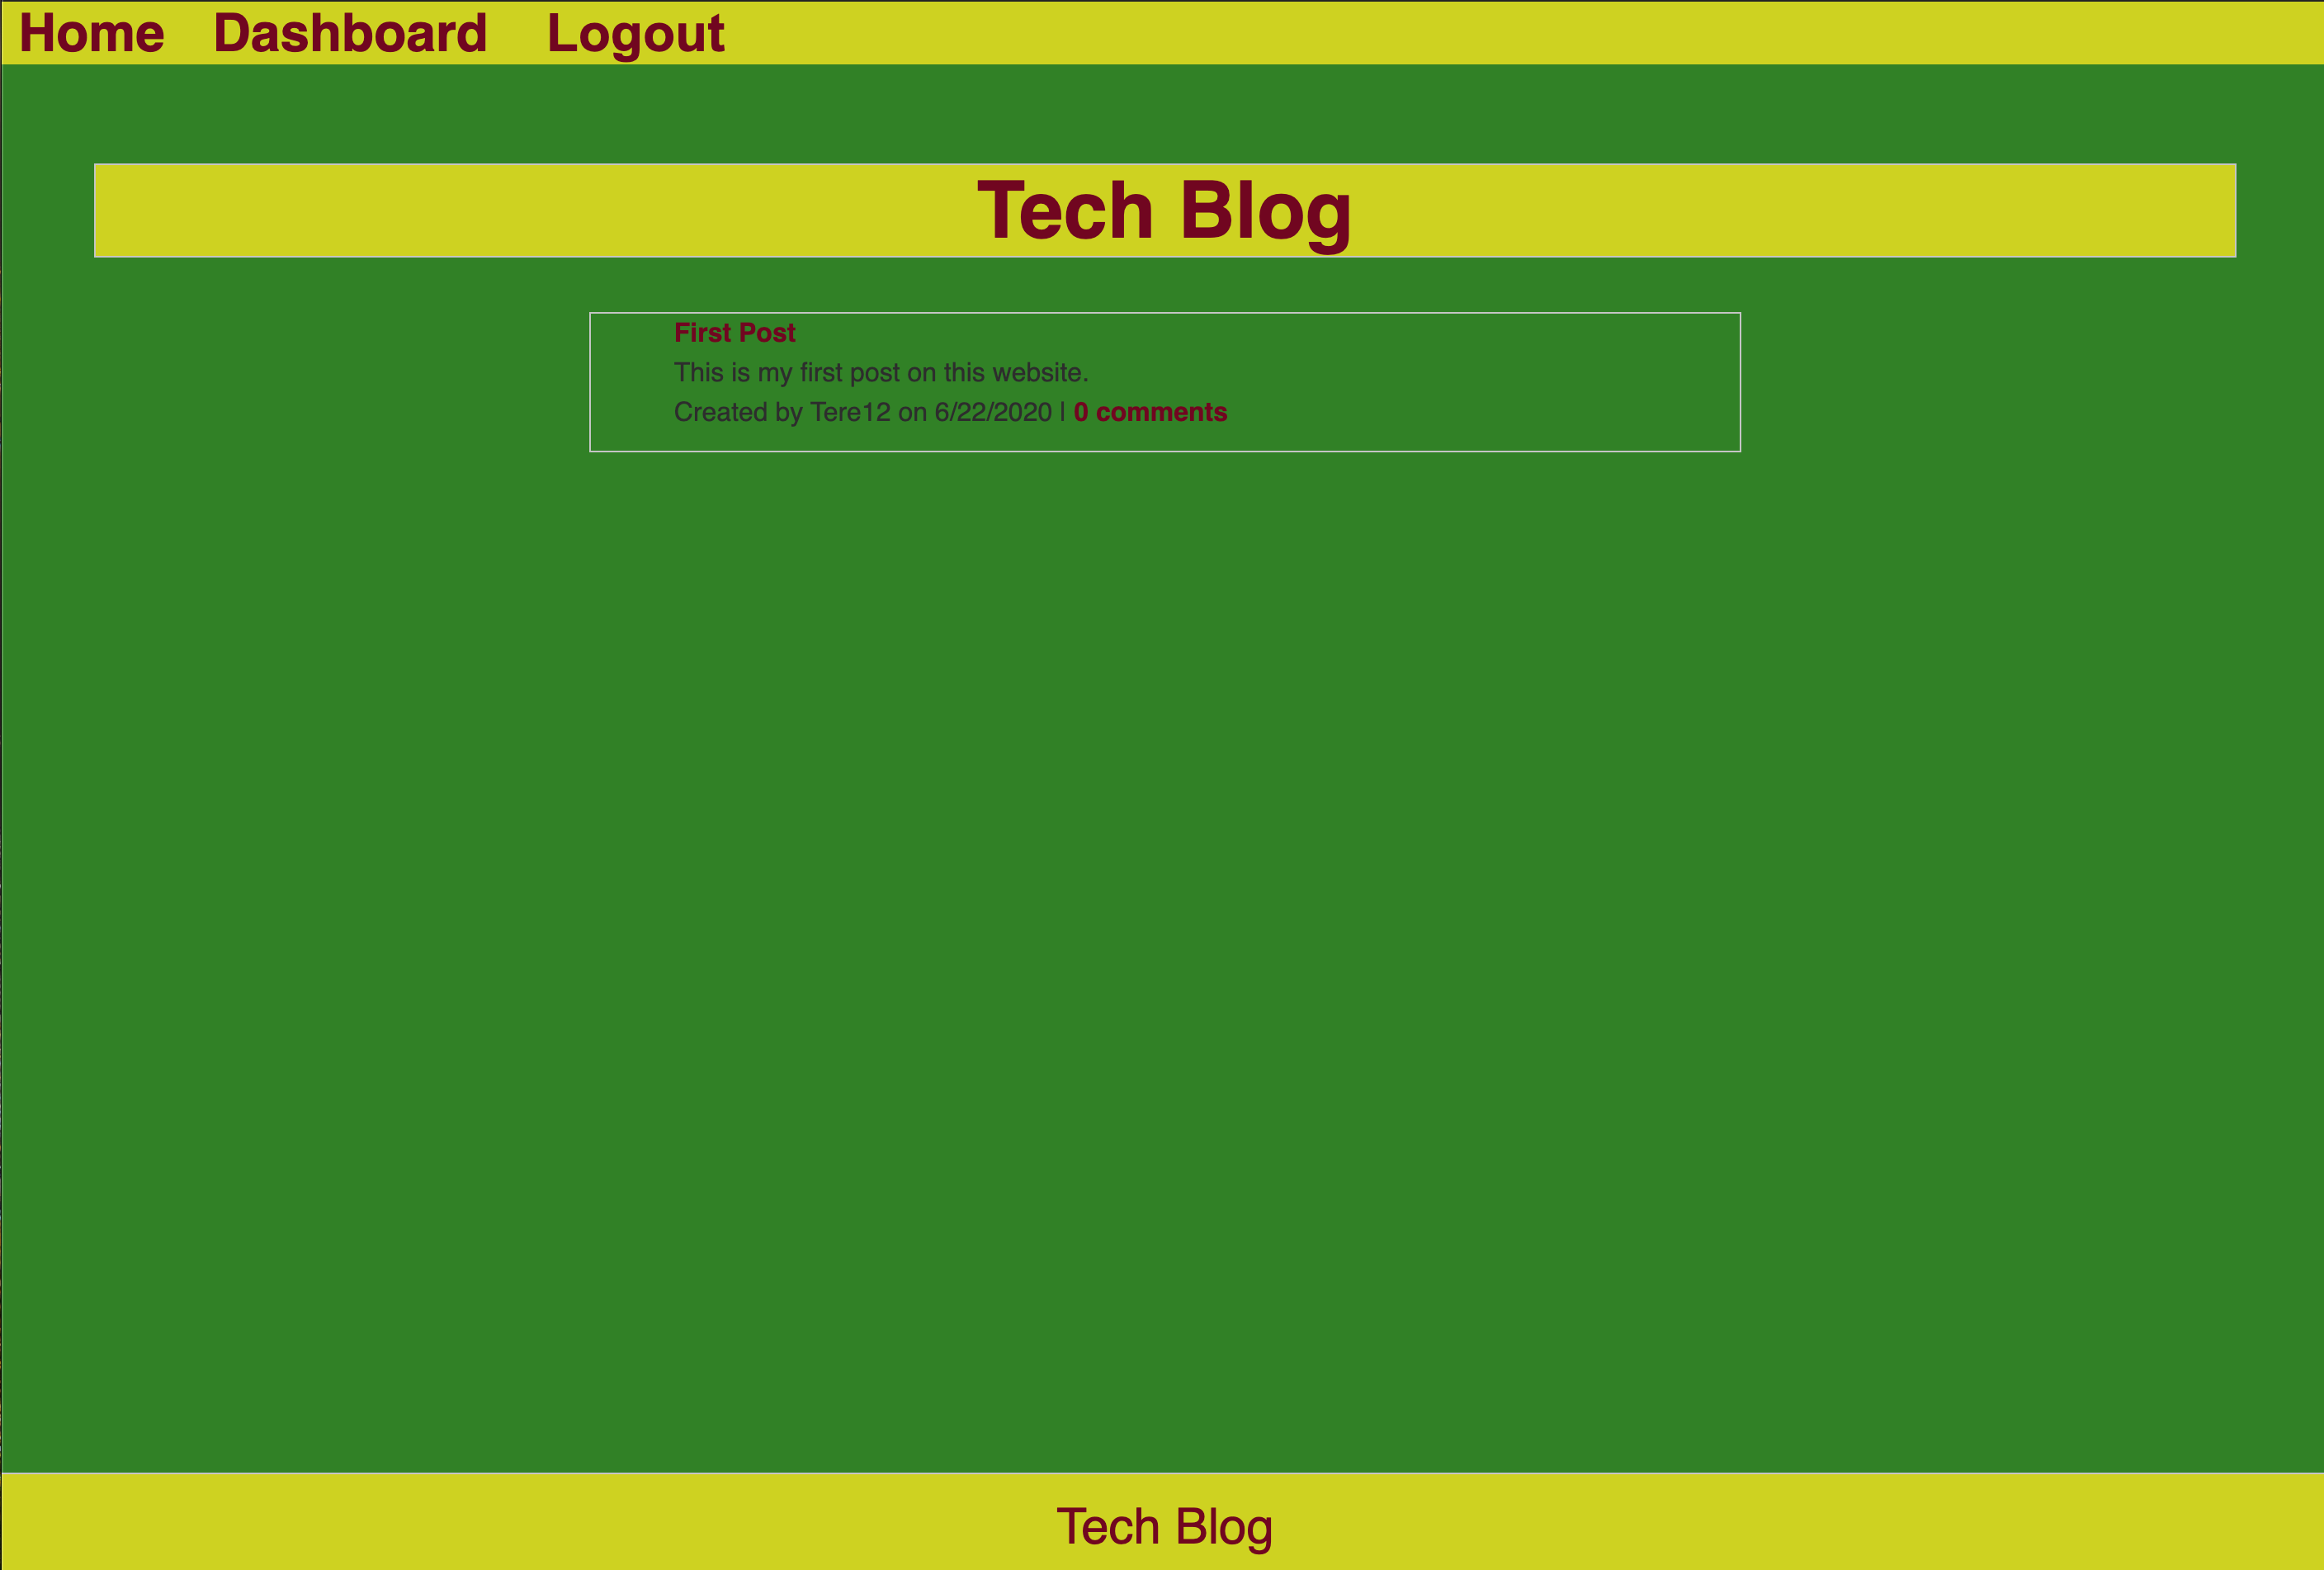 Home Dashboard Logout
Tech Blog
First Post
This is my first post on this website.
Created by Tere12 on 6/22/2020 | 0 comments
Tech Blog